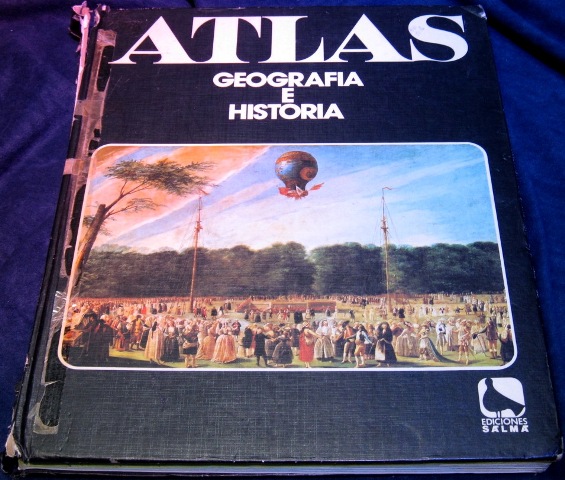 ATLAS
GEOGRAFIA
E
HISTORIA
EDICIONES
SALMA